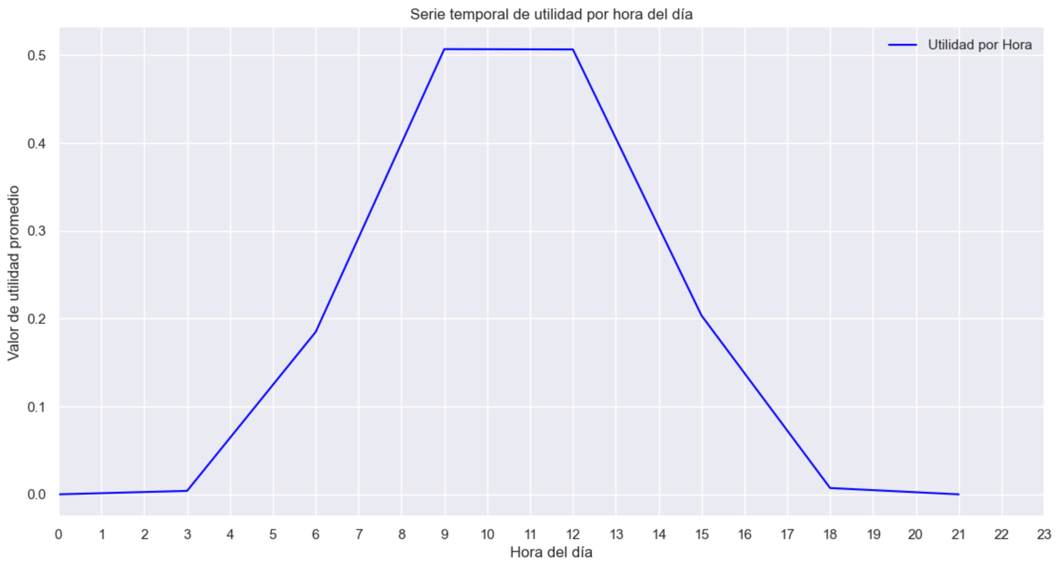 Serie temporal de utilidad por hora del día
Utilidad por Hora
Valor de utilidad promedio
0.5
0.4
0.3
0.2
0.1
0.0
0 1 2 3 4 5 6 7 8 9 10 11 12 13 14 15 16 17 18 19 20 21 22 23
Hora del día